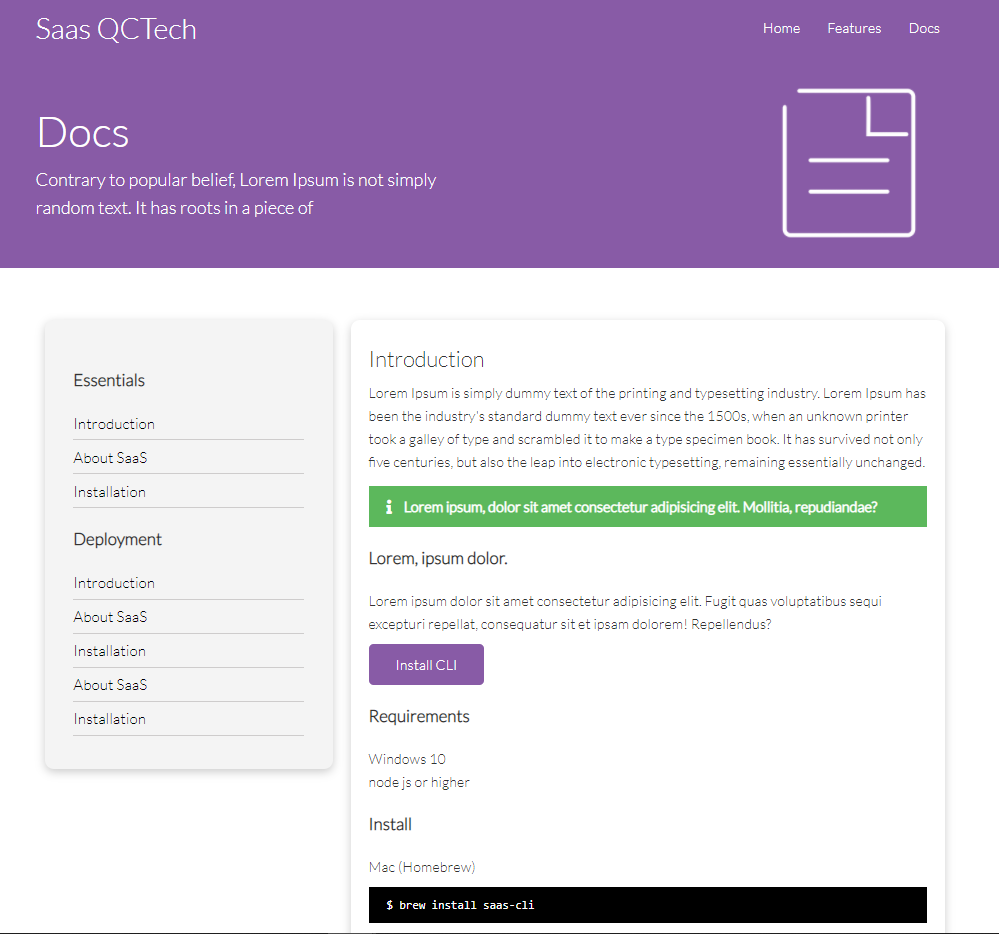 Saas QCTech
Home Features Docs
Docs
Contrary to popular belief, Lorem Ipsum is not simply
random text. It has roots in a piece of
Essentials
Introduction
About SaaS
Installation
Deployment
Introduction
About SaaS
Installation
About SaaS
Installation
Introduction
Lorem Ipsum is simply dummy text of the printing and typesetting industry. Lorem Ipsum has
been the industry's standard dummy text ever since the 1500s, when an unknown printer
took a galley of type and scrambled it to make a type specimen book. It has survived not only
five centuries, but also the leap into electronic typesetting, remaining essentially unchanged.
Lorem ipsum, dolor sit amet consectetur adipisicing elit. Mollitia, repudiandae?
Lorem, ipsum dolor.
Lorem ipsum dolor sit amet consectetur adipisicing elit. Fugit quas voluptatibus sequi
excepturi repellat, consequatur sit et ipsam dolorem! Repellendus?
Install CLI
Requirements
Windows 10
node js or higher
Install
Mac (Homebrew)
$ brew install saas-cli